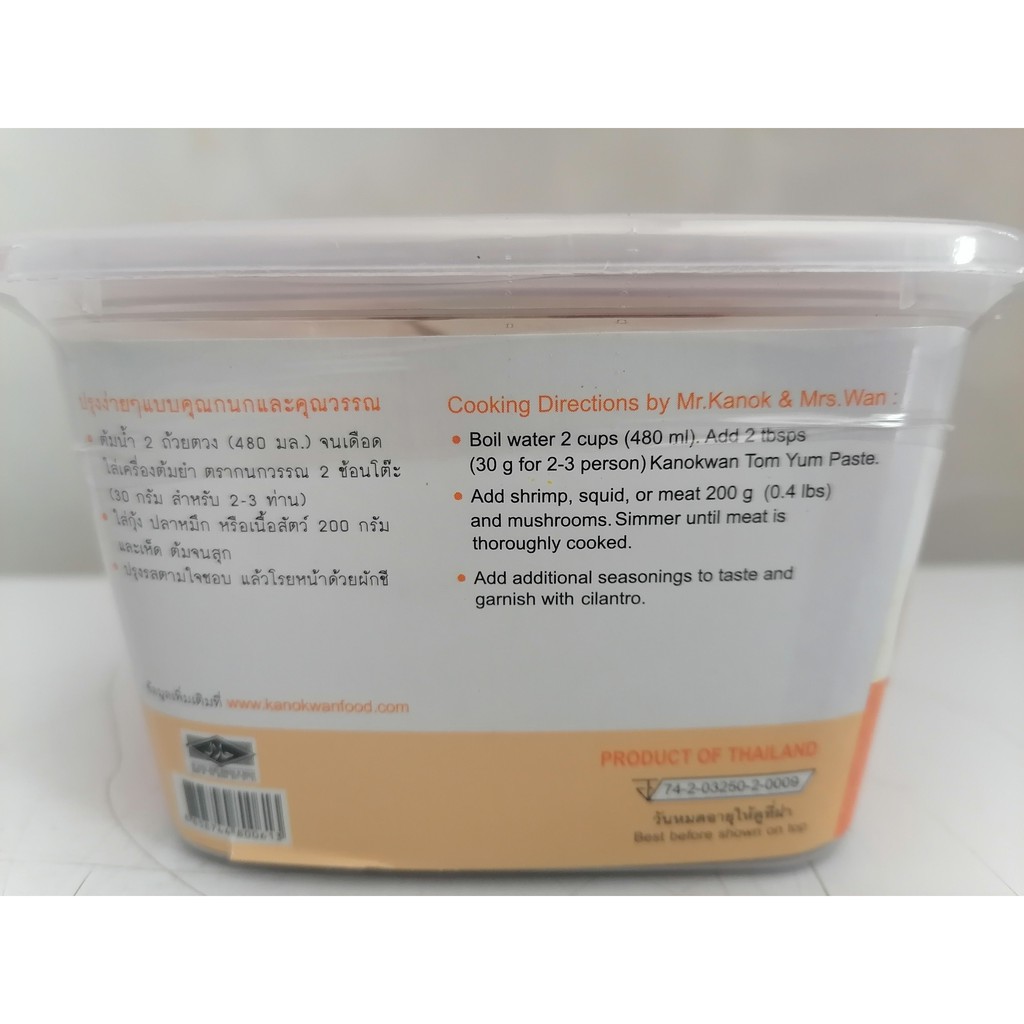 ปรุงง่ายๆแบบคุณกนกและคุณวรรณ
• ต้มน้ำ 2 ถ้วยตวง (480 มล.) จนเดือด
ใส่เครื่องต้มยำ ตรากนกวรรณ 2 ช้อนโต๊ะ
(30 กรัม สำหรับ 2-3 ท่าน)
• ใส่กุ้ง ปลาหมึก หรือเนื้อสัตว์ 200 กรัม
และเห็ด ต้มจนสุก
• ปรุงรสตามใจชอบ แล้วโรยหน้าด้วยผักชี
ข้อมูลเพิ่มเติมที่ www.kanokwanfood.com
Cooking Directions by Mr.Kanok & Mrs.Wan :
• Boil water 2 cups (480 ml). Add 2 tbsps
(30 g for 2-3 person) Kanokwan Tom Yum Paste.
• Add shrimp, squid, or meat 200 g (0.4 lbs)
and mushrooms. Simmer until meat is
thoroughly cooked.
• Add additional seasonings to taste and
garnish with cilantro.
PRODUCT OF THAILAND
74-2-03250-2-0009
วันหมดอายุให้ดูที่ฝา
Best before shown on top